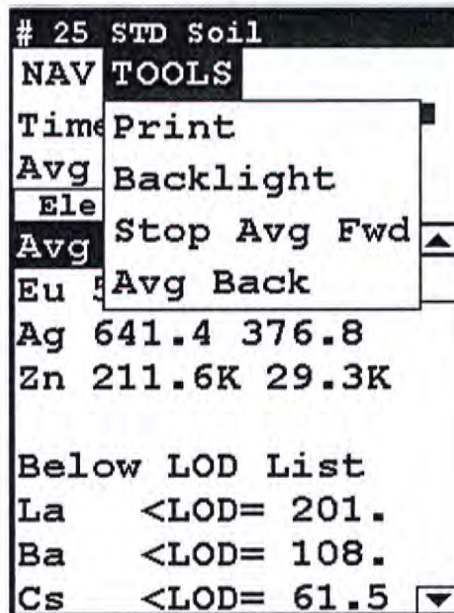 # 25 STD Soil
NAV TOOLS
Time
Print
Avg
Backlight
Ele
Stop Avg Fwd
Avg
Avg Back
Eu 5
Ag 641.4 376.8
Zn 211.6K 29.3K
Below LOD List
La <LOD= 201.
Ba <LOD= 108.
Cs <LOD= 61.5